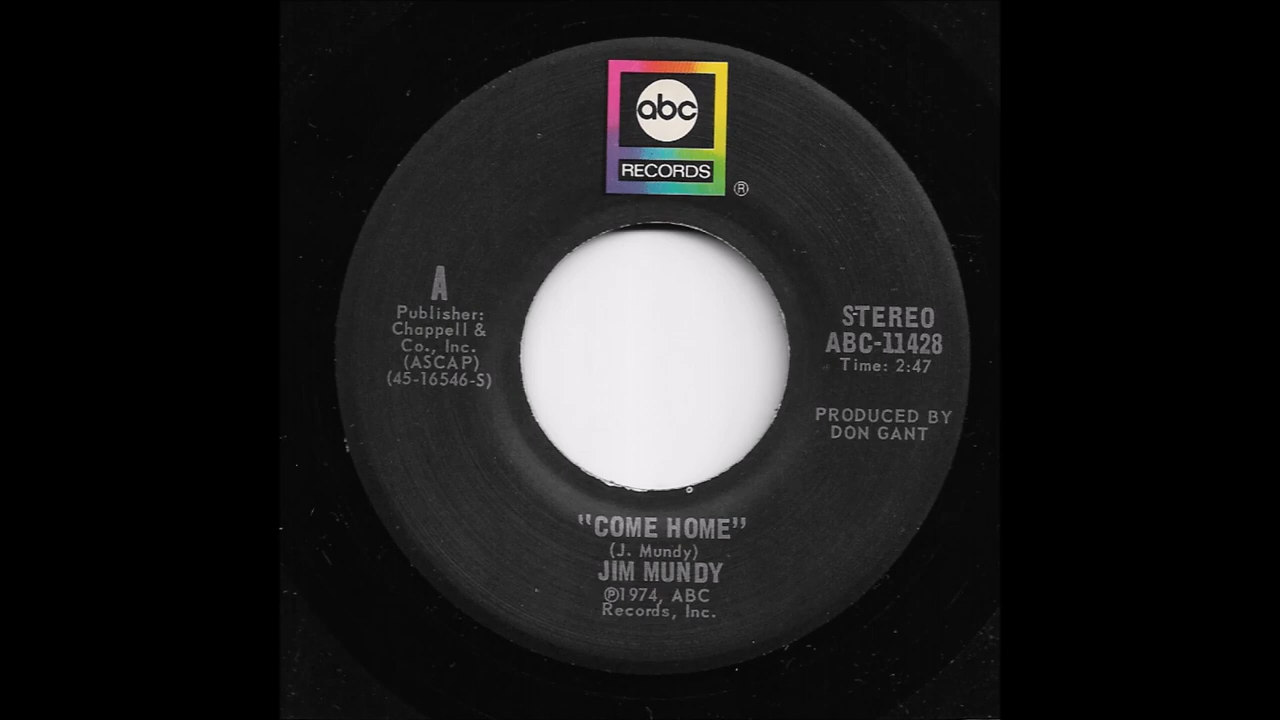 abc
RECORDS
®
A
Publisher:
Chappell &
Co., Inc.
(ASCAP)
(45-16546-S)
STEREO
ABC-11428
Time: 2:47
PRODUCED BY
DON GANT
"COME HOME"
(J. Mundy)
JIM MUNDY
℗1974, ABC
Records, Inc.